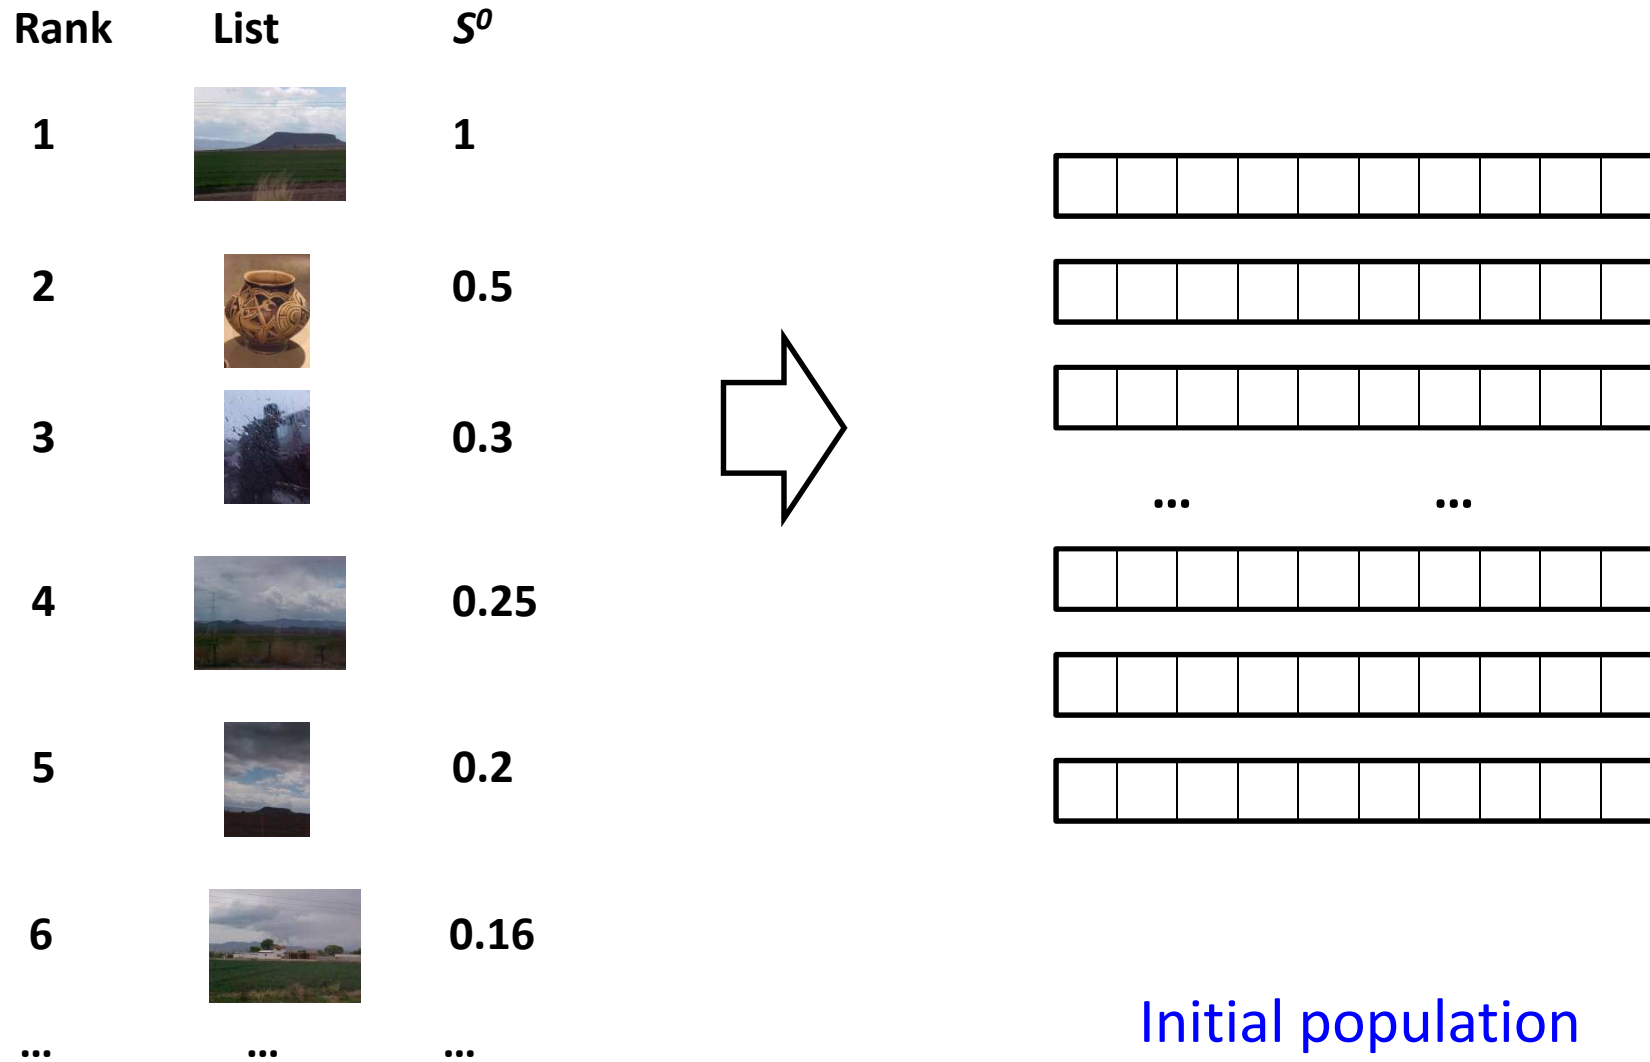 Rank List S⁰
1 1
2 0.5
3 0.3
... ...
4 0.25
5 0.2
6 0.16
Initial population
... ... ...